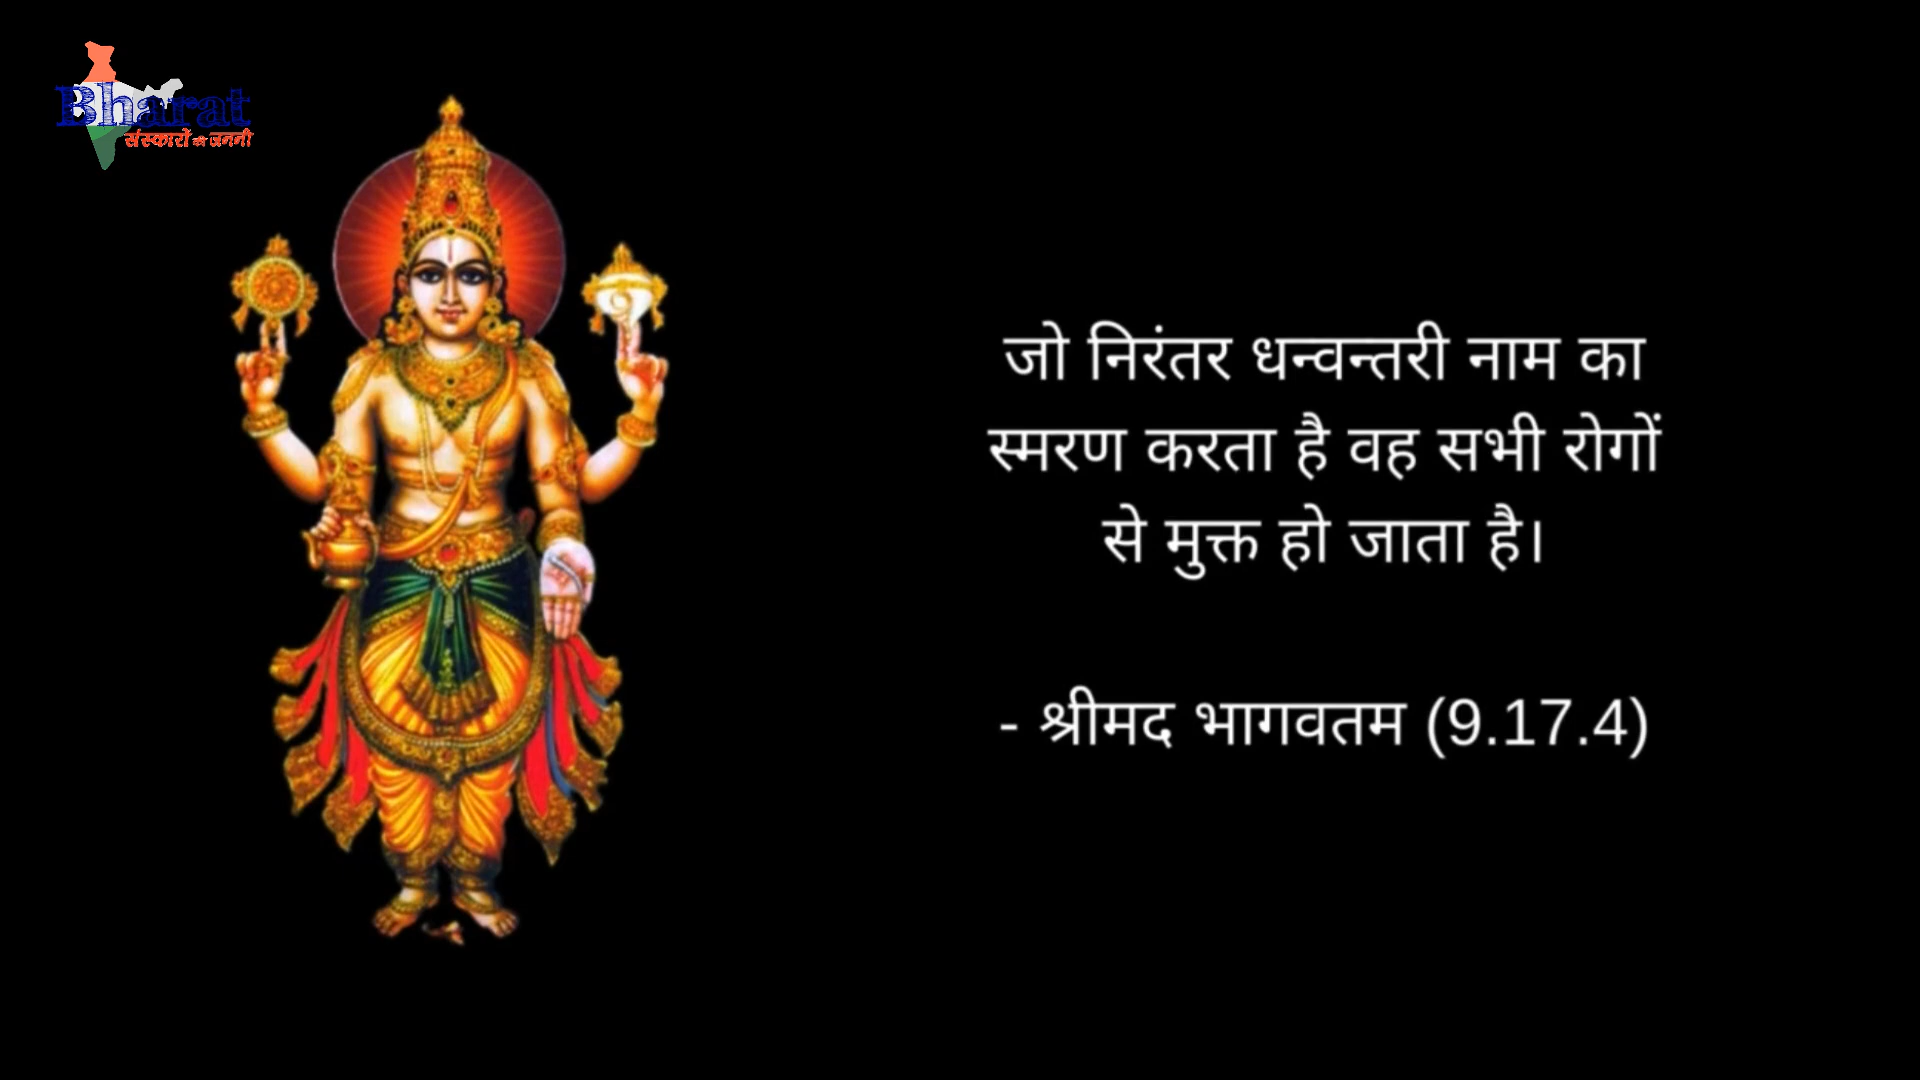 Bharat
संस्कारों की जननी
जो निरंतर धन्वन्तरी नाम का
स्मरण करता है वह सभी रोगों
से मुक्त हो जाता है।
- श्रीमद भागवतम (9.17.4)